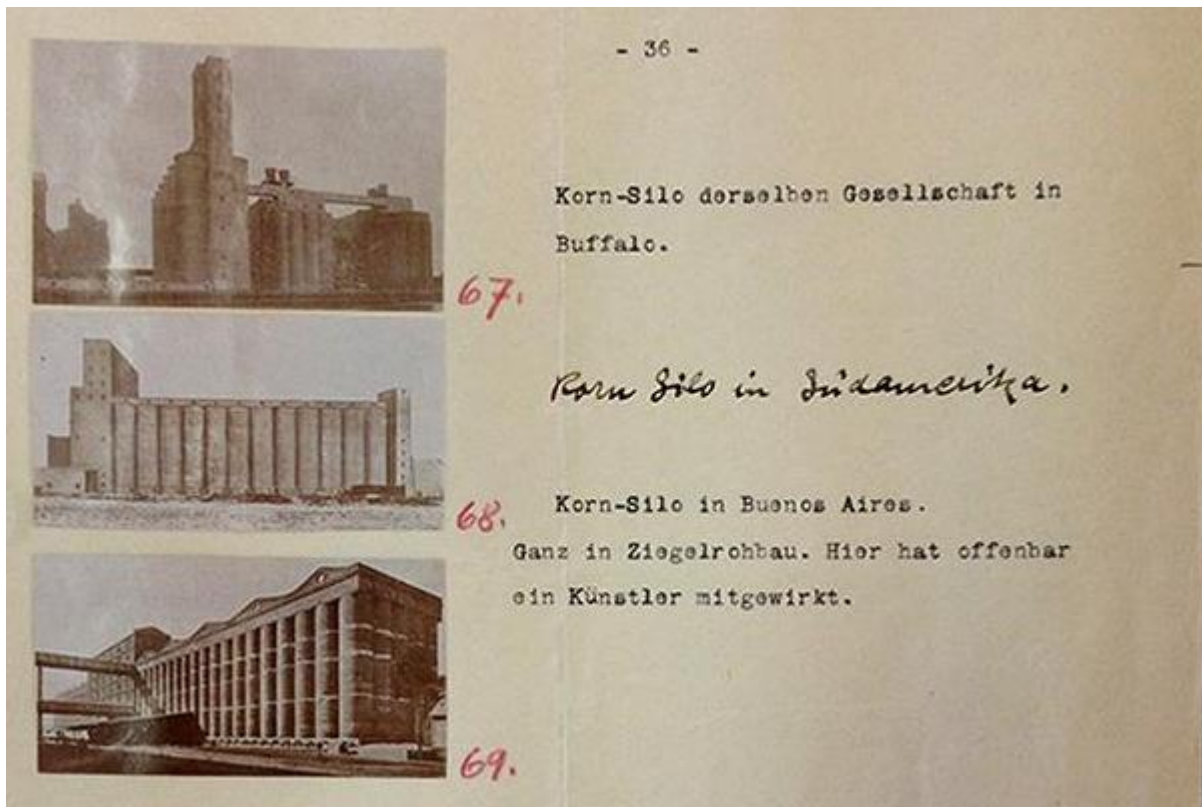 - 36 -
Korn-Silo derselben Gesellschaft in
Buffalo.
67.
Korn Silo in Südamerika.
68.
Korn-Silo in Buenos Aires.
Ganz in Ziegelrohbau. Hier hat offenbar
ein Künstler mitgewirkt.
69.